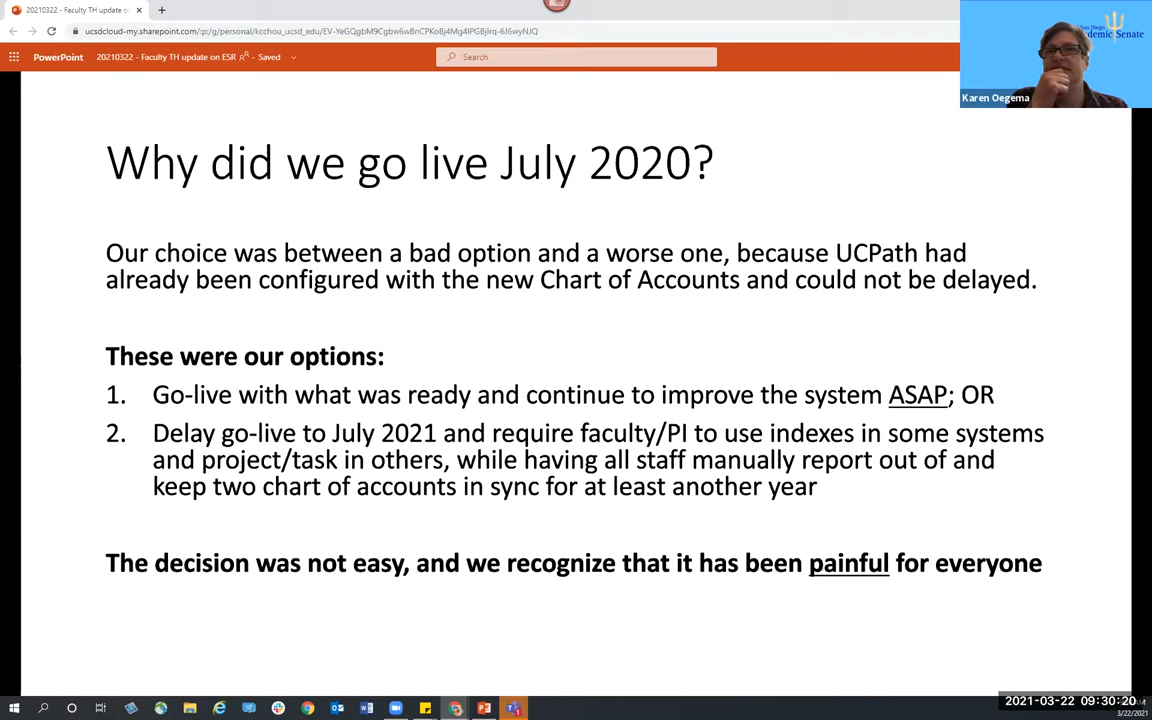 20210322 - Faculty TH update o
ucsdcloud-my.sharepoint.com/:p:/g/personal/kcchou_ucsd_edu/
PowerPoint 20210322 - Faculty TH update on ESR - Saved
Search
San Diego
demic Senate
Karen Oegema
Why did we go live July 2020?
Our choice was between a bad option and a worse one, because UCPath had
already been configured with the new Chart of Accounts and could not be delayed.
These were our options:
1. Go-live with what was ready and continue to improve the system ASAP; OR
2. Delay go-live to July 2021 and require faculty/PI to use indexes in some systems
and project/task in others, while having all staff manually report out of and
keep two chart of accounts in sync for at least another year
The decision was not easy, and we recognize that it has been painful for everyone
2021-03-22 09:30:20
3/22/2021